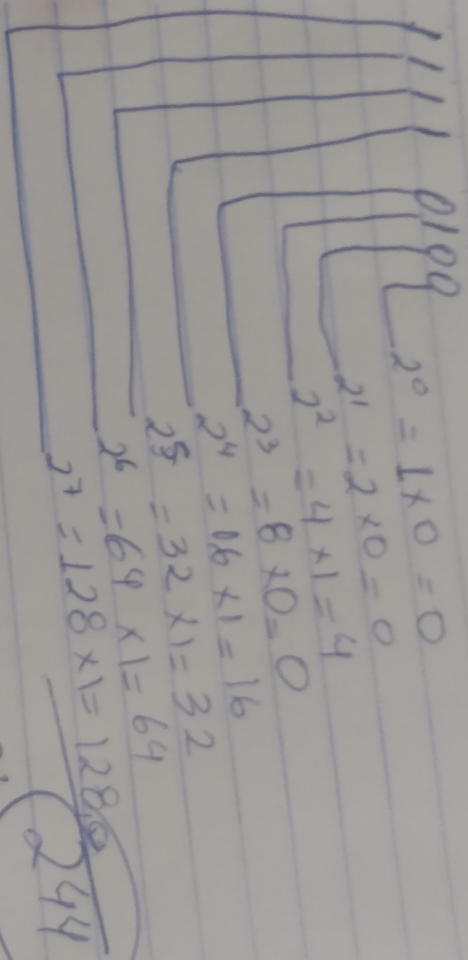 11110100
2⁰ = 1×0 = 0
2¹ = 2×0 = 0
2² = 4×1 = 4
2³ = 8×0 = 0
2⁴ = 16×1 = 16
2⁵ = 32×1 = 32
2⁶ = 64×1 = 64
2⁷ = 128×1 = 128
244